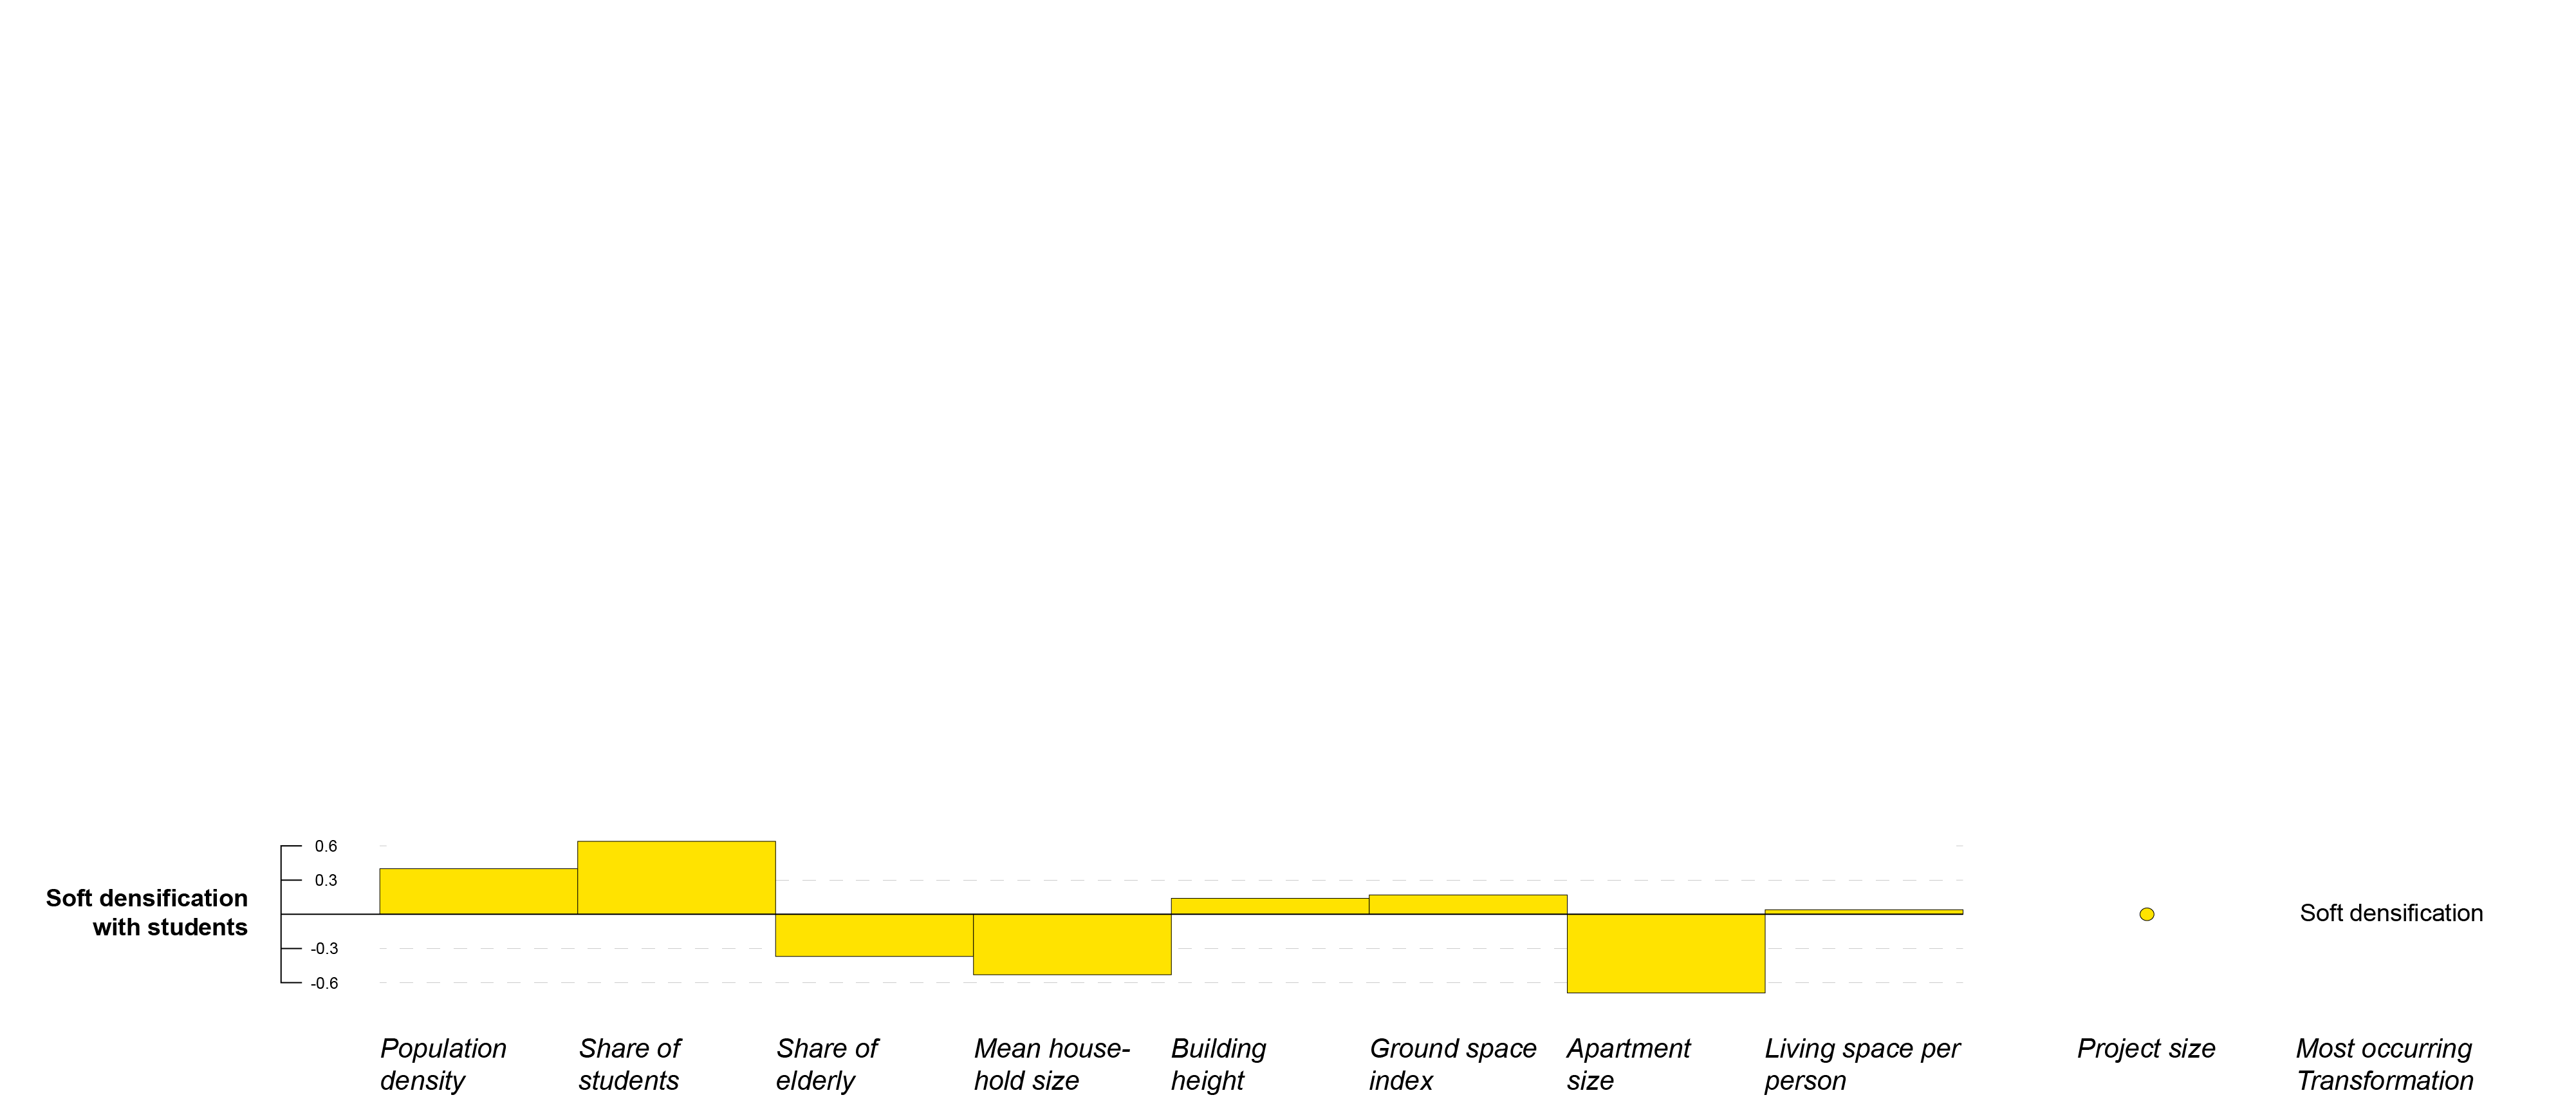 0.6
0.3
Soft densification
with students
Soft densification
-0.3
-0.6
Population
density
Share of
students
Share of
elderly
Mean house-
hold size
Building
height
Ground space
index
Apartment
size
Living space per
person
Project size
Most occurring
Transformation